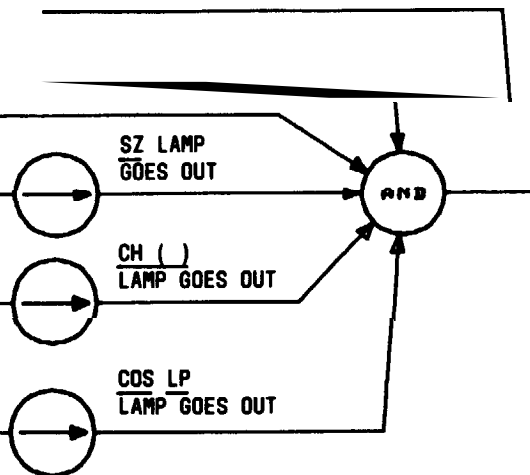 SZ LAMP
GOES OUT
AND
CH ( )
LAMP GOES OUT
COS LP
LAMP GOES OUT